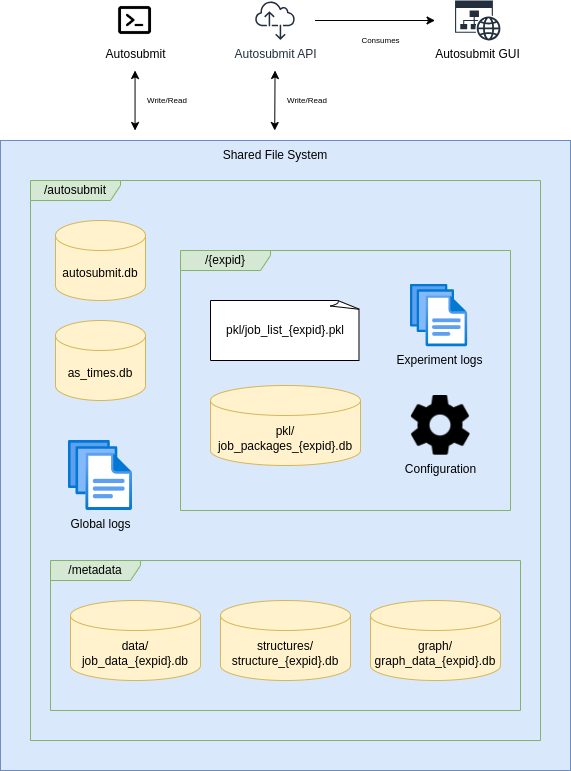 Autosubmit
Autosubmit API
Autosubmit GUI
Consumes
Write/Read
Write/Read
Shared File System
/autosubmit
autosubmit.db
as_times.db
Global logs
/{expid}
pkl/job_list_{expid}.pkl
Experiment logs
pkl/
job_packages_{expid}.db
Configuration
/metadata
data/
job_data_{expid}.db
structures/
structure_{expid}.db
graph/
graph_data_{expid}.db